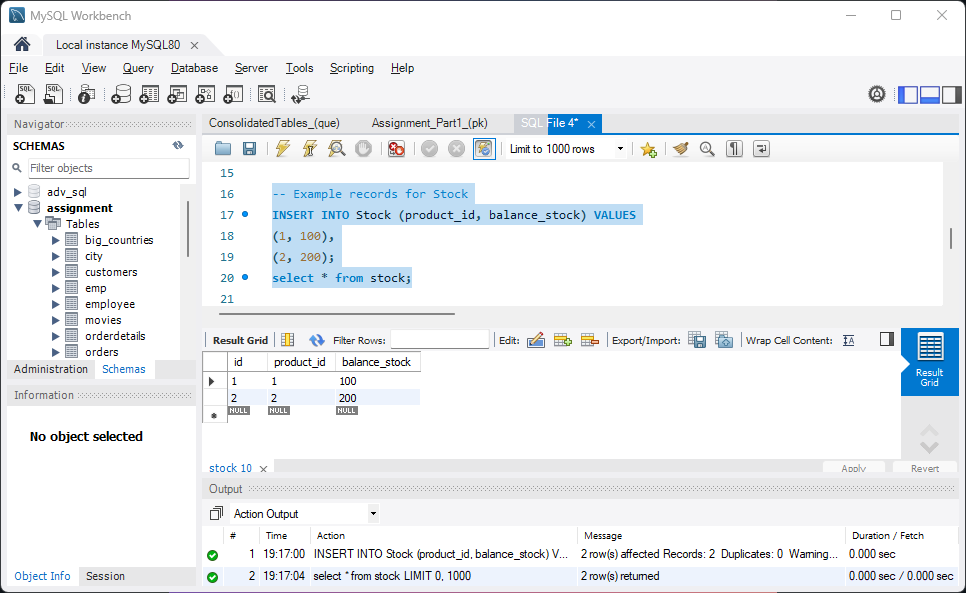 MySQL Workbench
Local instance MySQL80
File Edit View Query Database Server Tools Scripting Help
Navigator
SCHEMAS
Filter objects
adv_sql
assignment
Tables
big_countries
city
customers
emp
employee
movies
orderdetails
orders
Administration Schemas
Information
No object selected
Object Info Session
ConsolidatedTables_(que) Assignment_Part1_(pk) SQL File 4*
Limit to 1000 rows
15
16 -- Example records for Stock
17 INSERT INTO Stock (product_id, balance_stock) VALUES
18 (1, 100),
19 (2, 200);
20 select * from stock;
21
Result Grid Filter Rows: Edit: Export/Import: Wrap Cell Content:
id product_id balance_stock
1 1 100
2 2 200
NULL NULL NULL
Result
Grid
stock 10 Apply Revert
Output
Action Output
# Time Action Message Duration / Fetch
1 19:17:00 INSERT INTO Stock (product_id, balance_stock) V... 2 row(s) affected Records: 2 Duplicates: 0 Warning... 0.000 sec
2 19:17:04 select * from stock LIMIT 0, 1000 2 row(s) returned 0.000 sec / 0.000 sec